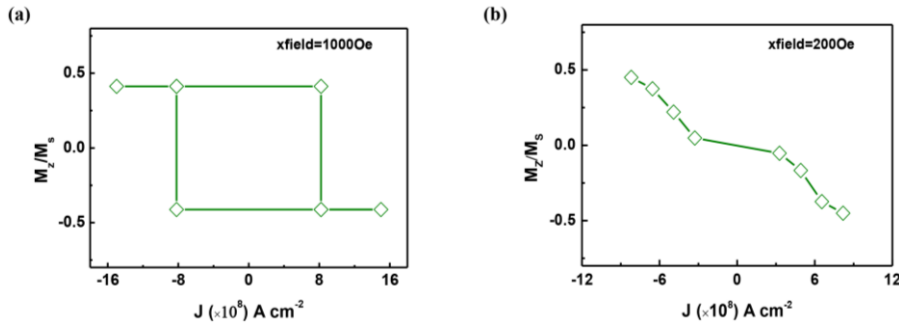 (a)
xfield=1000Oe
0.5
0.0
-0.5
M_z/M_s
-16 -8 0 8 16
J (×10^8) A cm^-2
(b)
xfield=200Oe
0.5
0.0
-0.5
M_Z/M_S
-12 -6 0 6 12
J (×10^8) A cm^-2